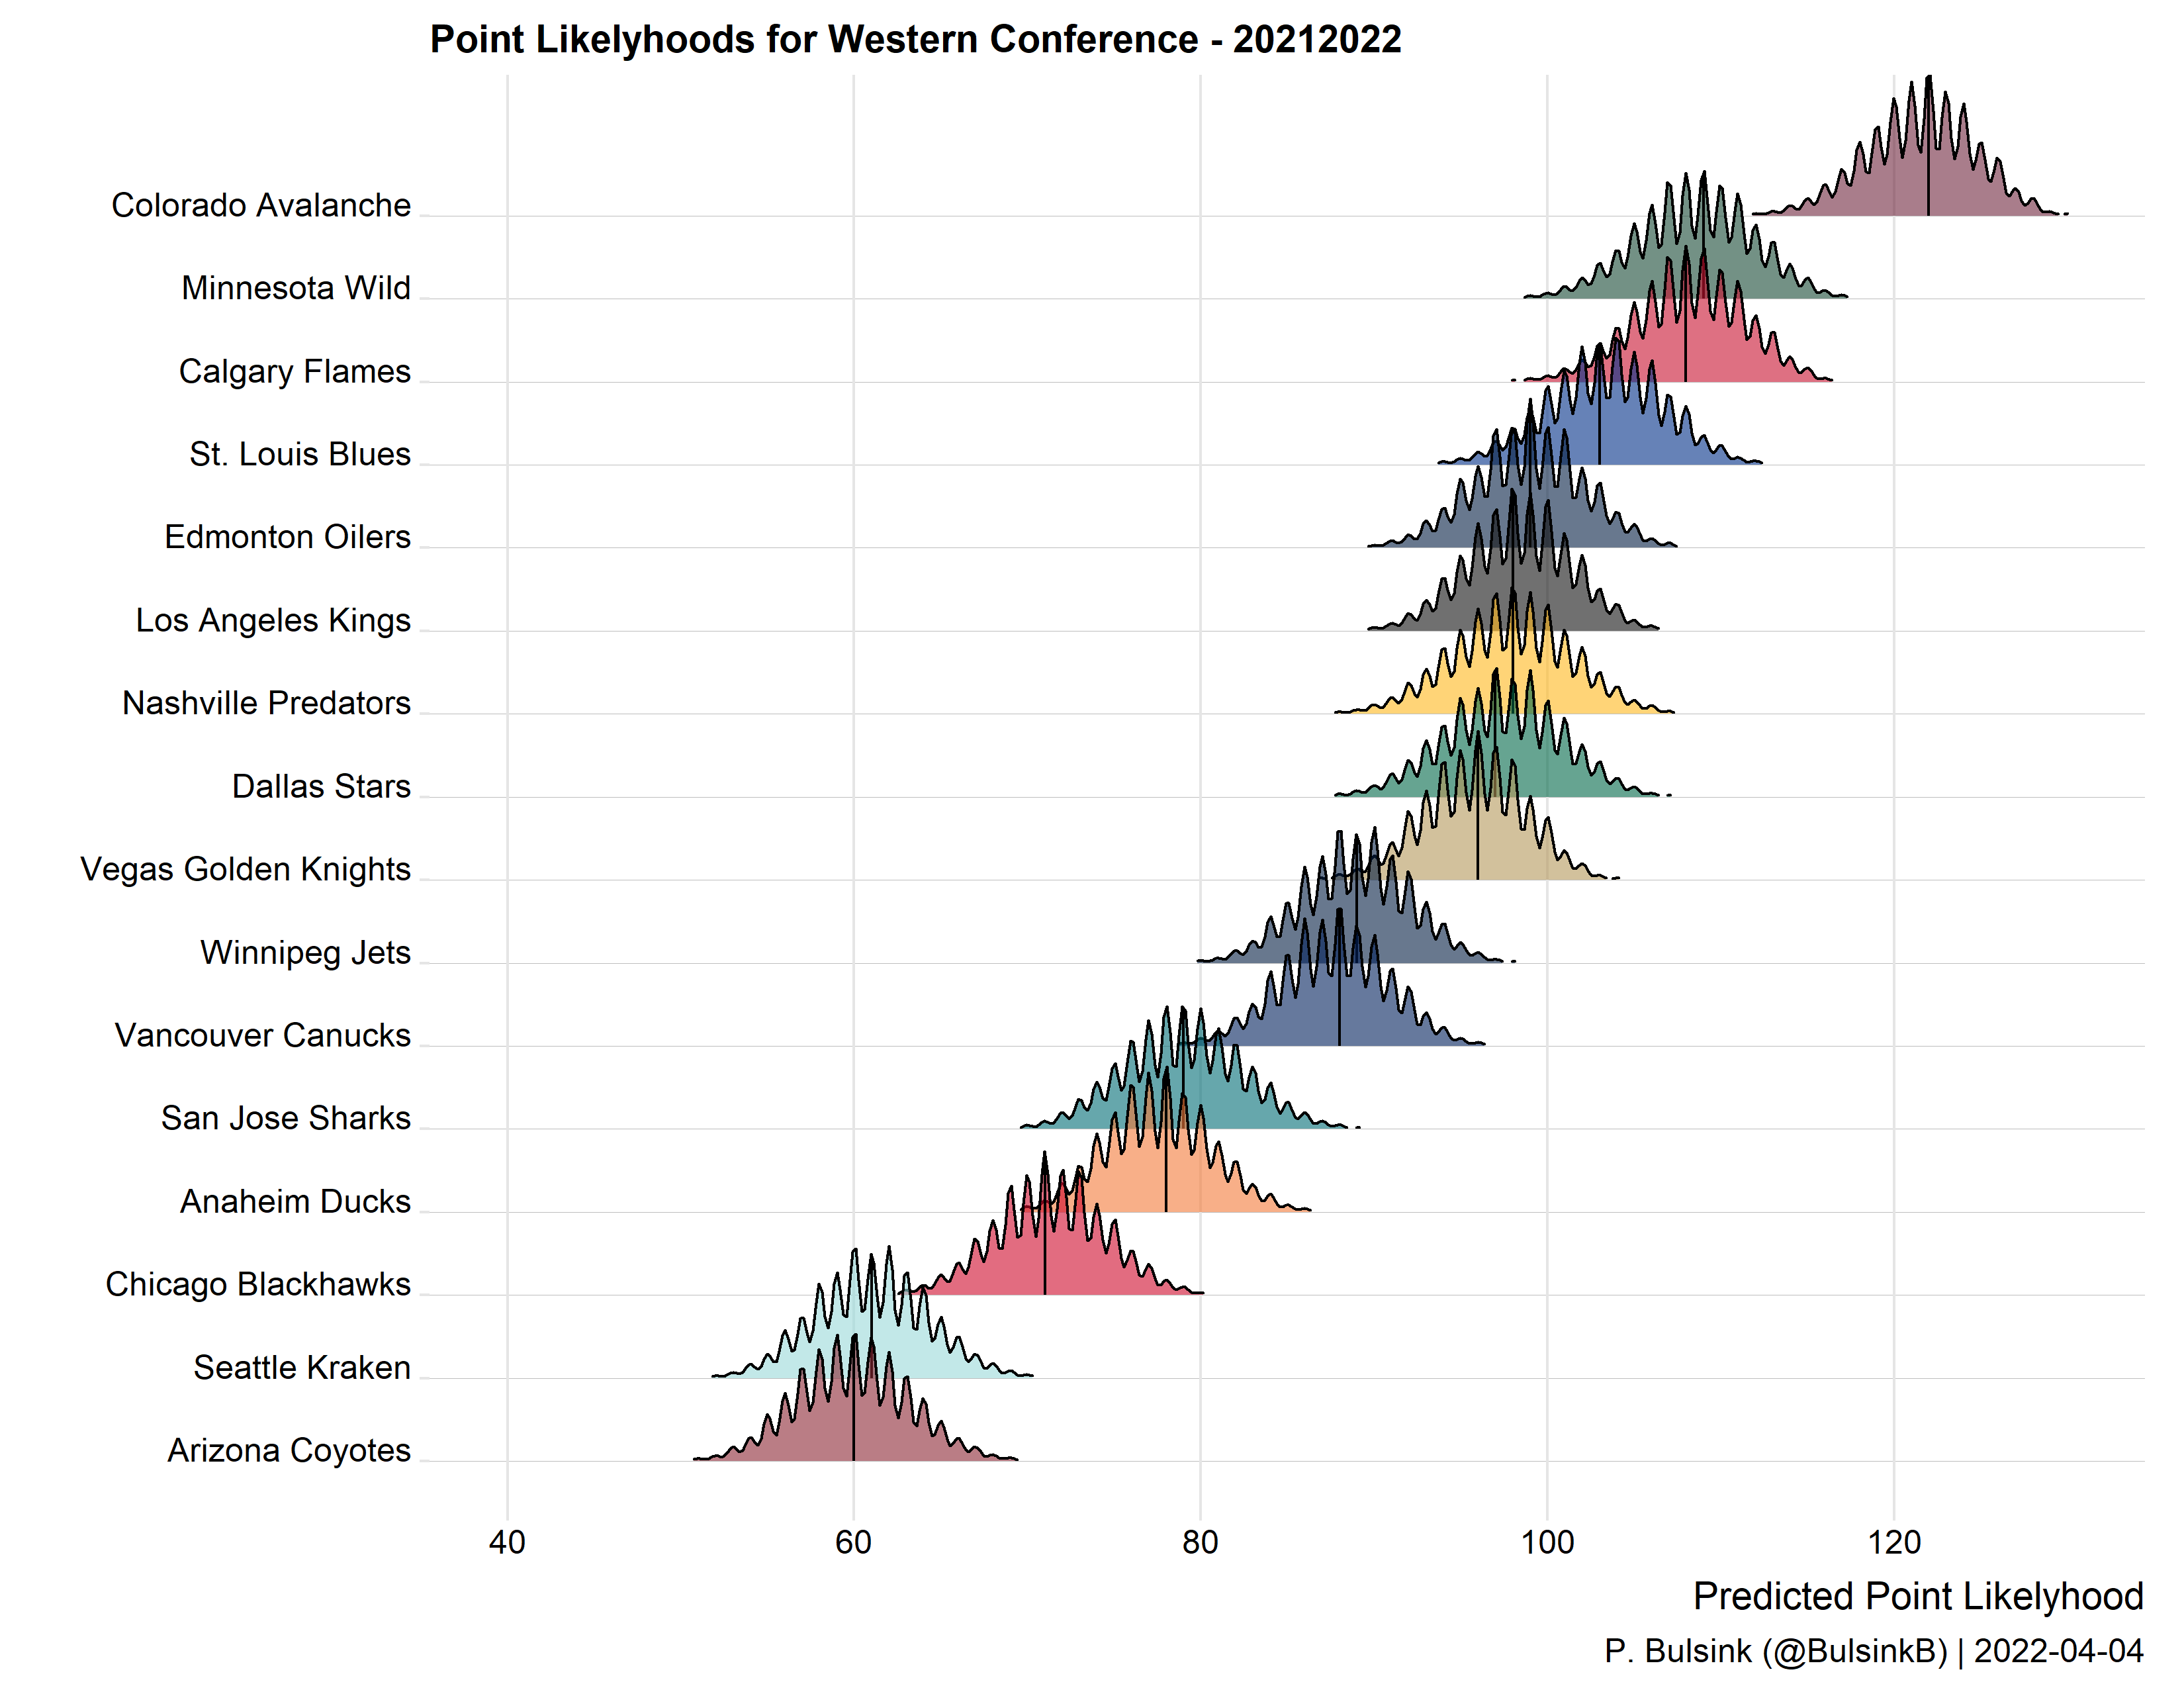 Point Likelyhoods for Western Conference - 20212022
Colorado Avalanche
Minnesota Wild
Calgary Flames
St. Louis Blues
Edmonton Oilers
Los Angeles Kings
Nashville Predators
Dallas Stars
Vegas Golden Knights
Winnipeg Jets
Vancouver Canucks
San Jose Sharks
Anaheim Ducks
Chicago Blackhawks
Seattle Kraken
Arizona Coyotes
40 60 80 100 120
Predicted Point Likelyhood
P. Bulsink (@BulsinkB) | 2022-04-04